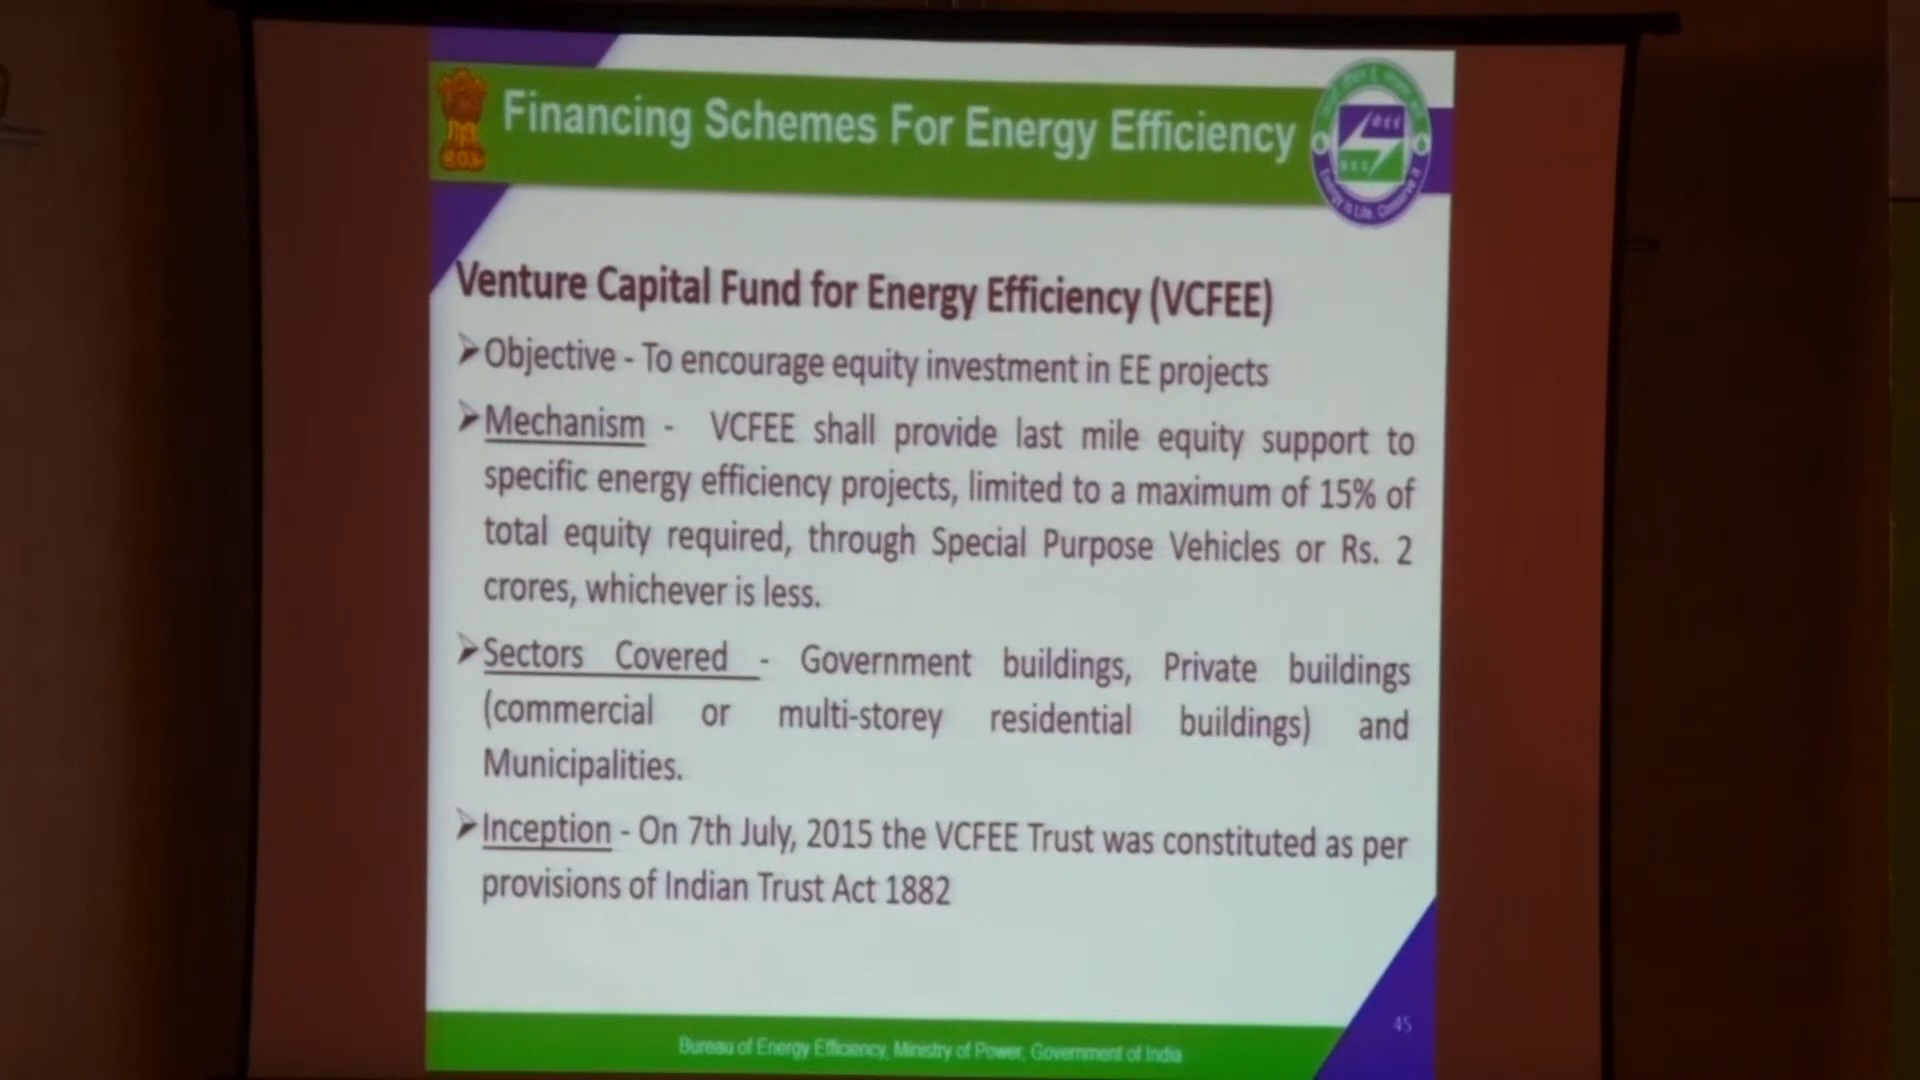 Financing Schemes For Energy Efficiency
Energy is Life, Conserve it
Venture Capital Fund for Energy Efficiency (VCFEE)
➢Objective - To encourage equity investment in EE projects
➢Mechanism - VCFEE shall provide last mile equity support to
specific energy efficiency projects, limited to a maximum of 15% of
total equity required, through Special Purpose Vehicles or Rs. 2
crores, whichever is less.
➢Sectors Covered - Government buildings, Private buildings
(commercial or multi-storey residential buildings) and
Municipalities.
➢Inception - On 7th July, 2015 the VCFEE Trust was constituted as per
provisions of Indian Trust Act 1882
45
Bureau of Energy Efficiency, Ministry of Power, Government of India